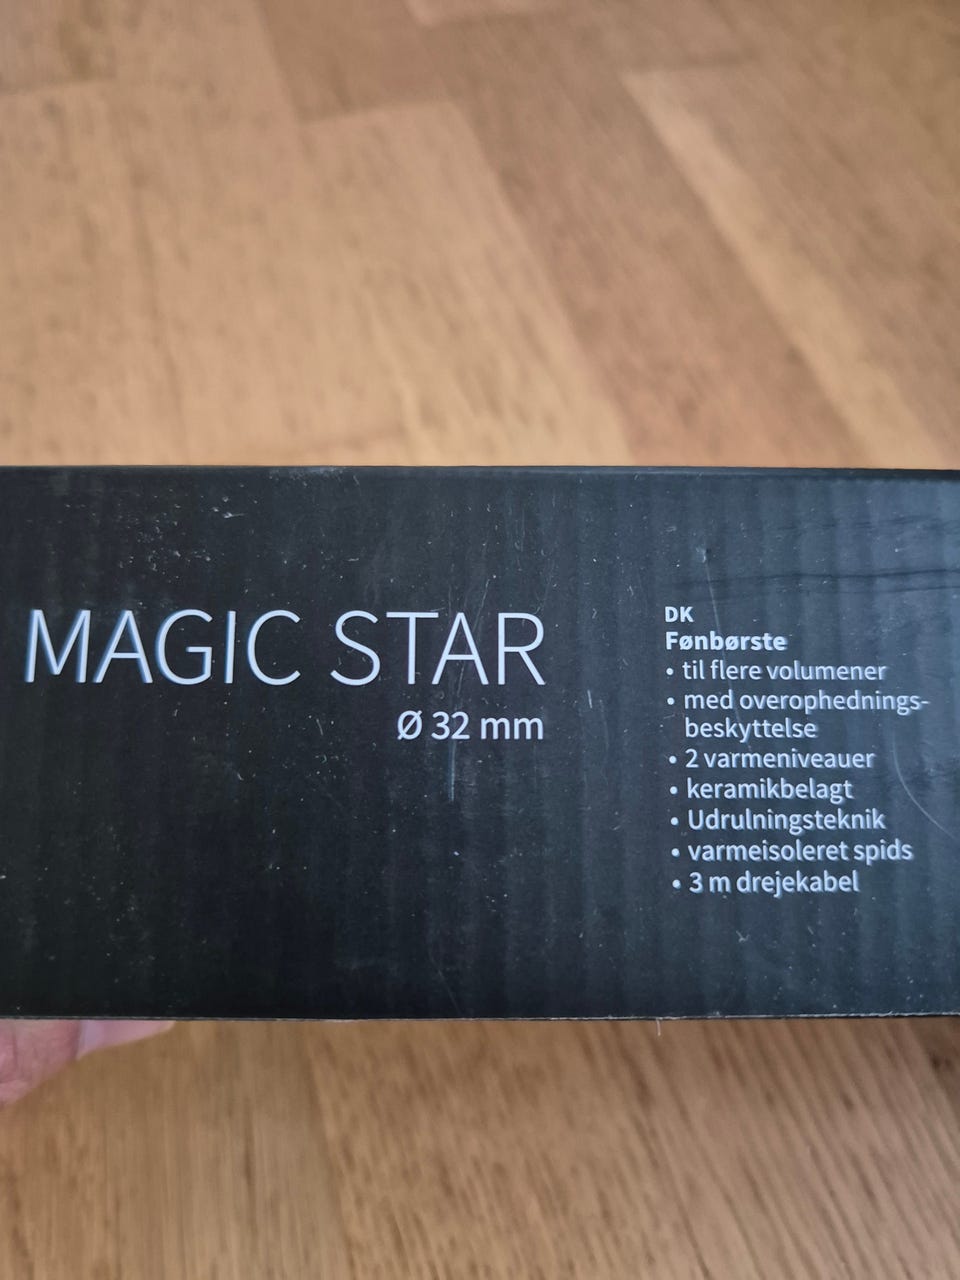 MAGIC STAR
Ø 32 mm
DK
Fønbørste
• til flere volumener
• med overophednings-
beskyttelse
• 2 varmeniveauer
• keramikbelagt
• Udrulningsteknik
• varmeisoleret spids
• 3 m drejekabel